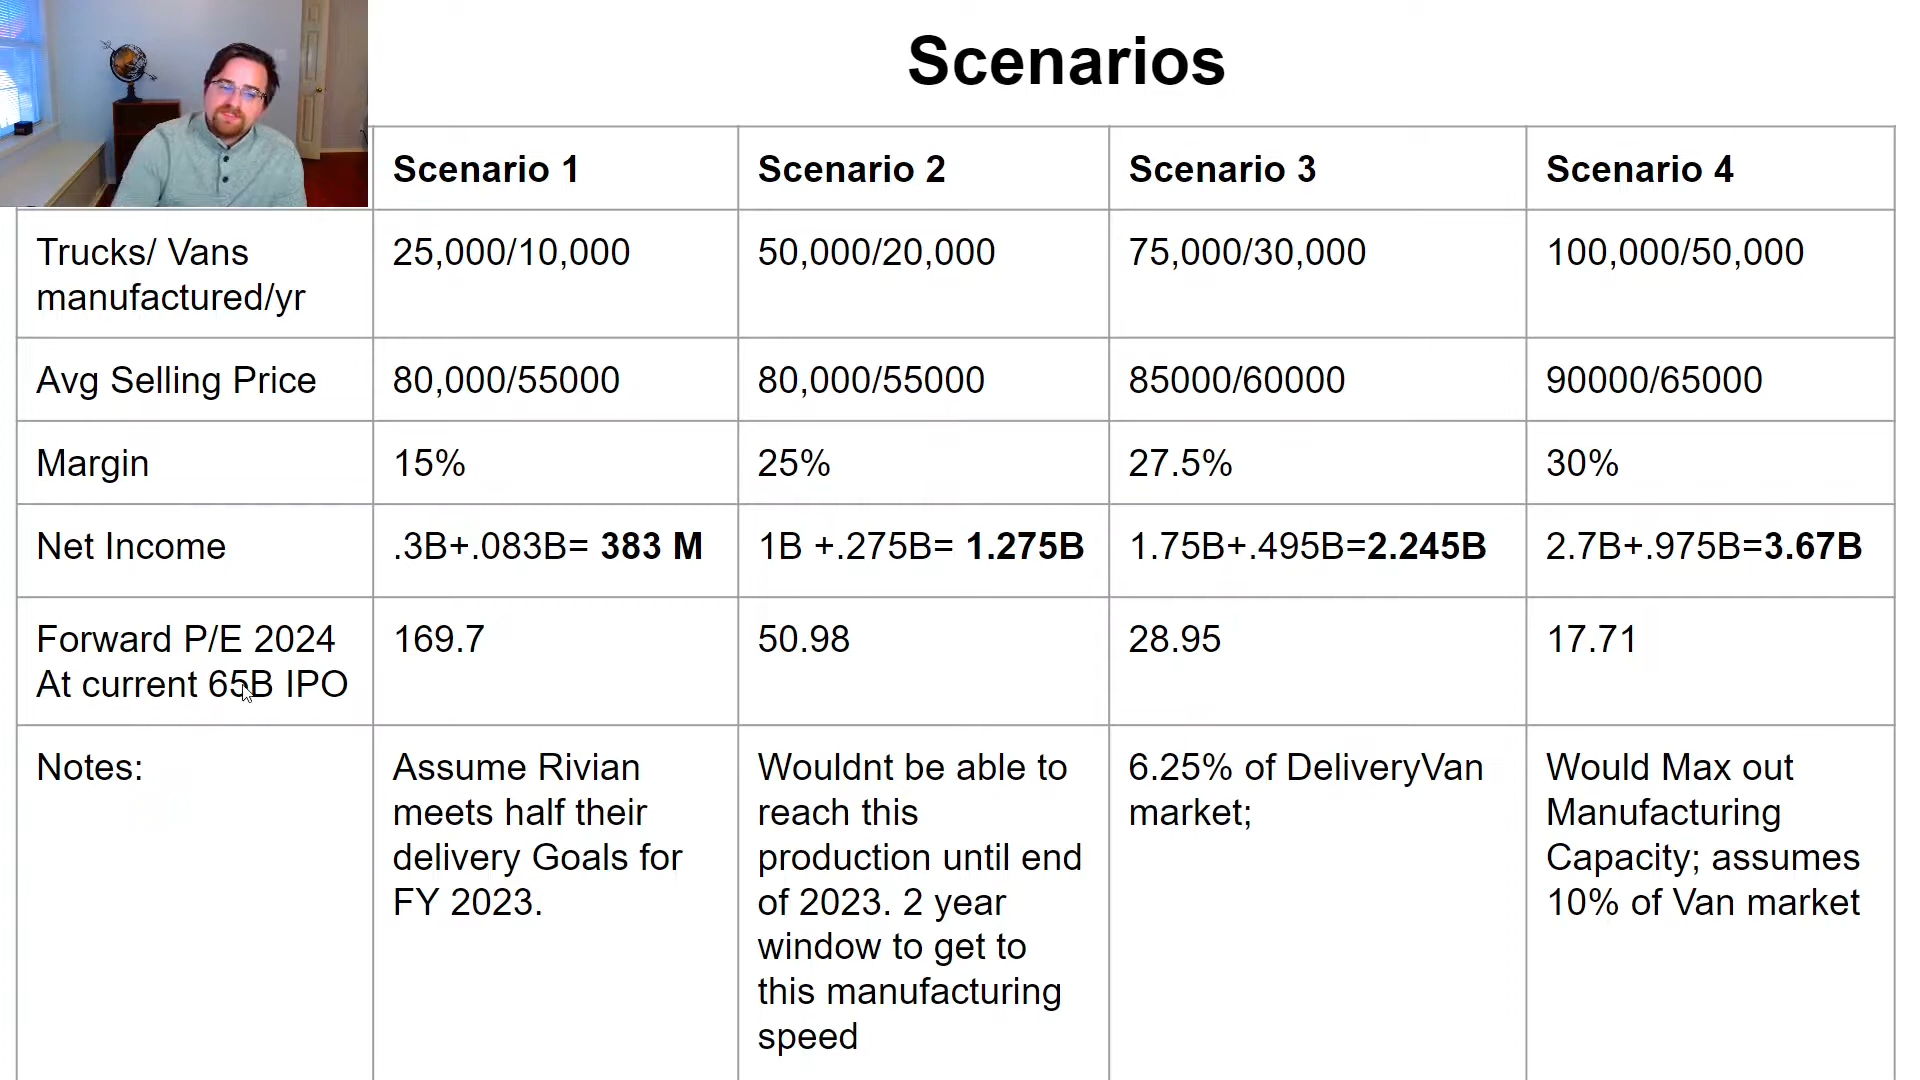 Scenarios
Scenario 1
Scenario 2
Scenario 3
Scenario 4
Trucks/ Vans
manufactured/yr
25,000/10,000
50,000/20,000
75,000/30,000
100,000/50,000
Avg Selling Price
80,000/55000
80,000/55000
85000/60000
90000/65000
Margin
15%
25%
27.5%
30%
Net Income
.3B+.083B= 383 M
1B +.275B= 1.275B
1.75B+.495B=2.245B
2.7B+.975B=3.67B
Forward P/E 2024
At current 65B IPO
169.7
50.98
28.95
17.71
Notes:
Assume Rivian
meets half their
delivery Goals for
FY 2023.
Wouldnt be able to
reach this
production until end
of 2023. 2 year
window to get to
this manufacturing
speed
6.25% of DeliveryVan
market;
Would Max out
Manufacturing
Capacity; assumes
10% of Van market